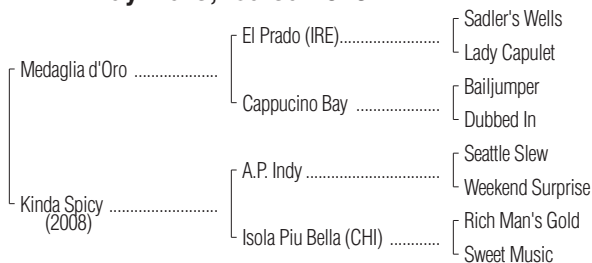 Sadler's Wells
El Prado (IRE)
Lady Capulet
Medaglia d'Oro
Bailjumper
Cappucino Bay
Dubbed In
Seattle Slew
A.P. Indy
Weekend Surprise
Kinda Spicy
(2008)
Rich Man's Gold
Isola Piu Bella (CHI)
Sweet Music